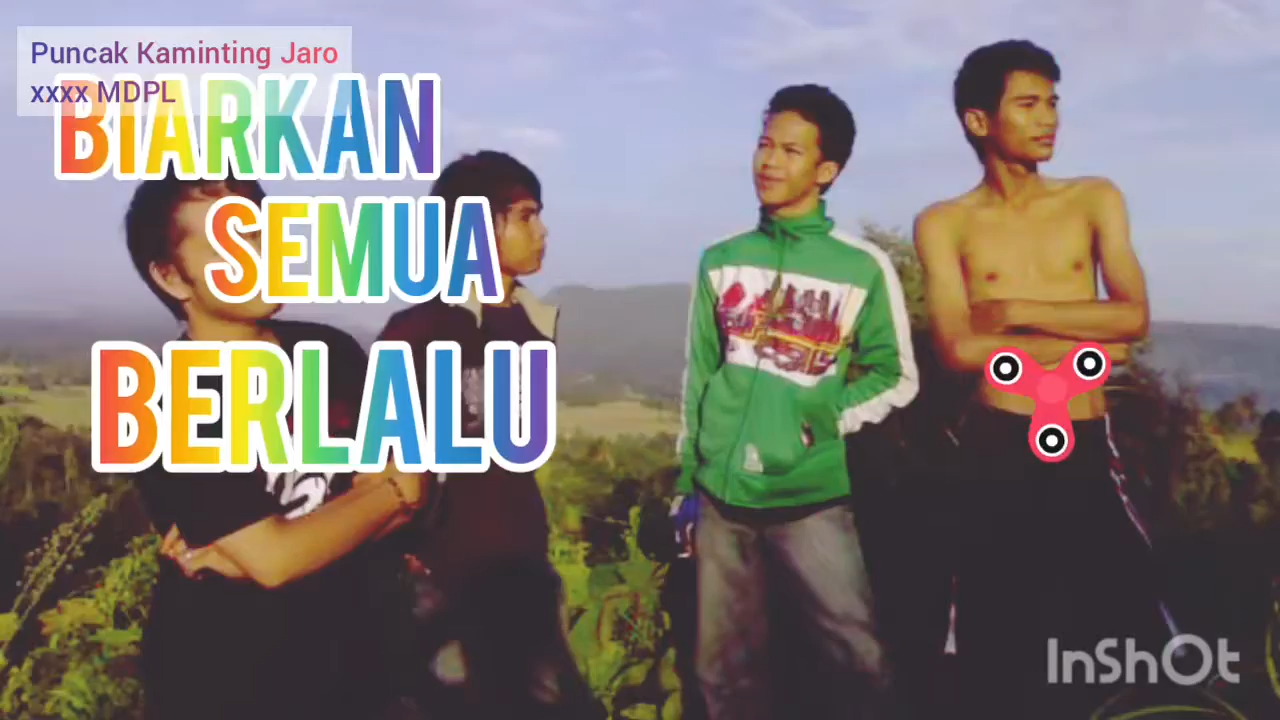 Puncak Kaminting Jaro
xxxx MDPL
BIARKAN
SEMUA
BERLALU
InShOt